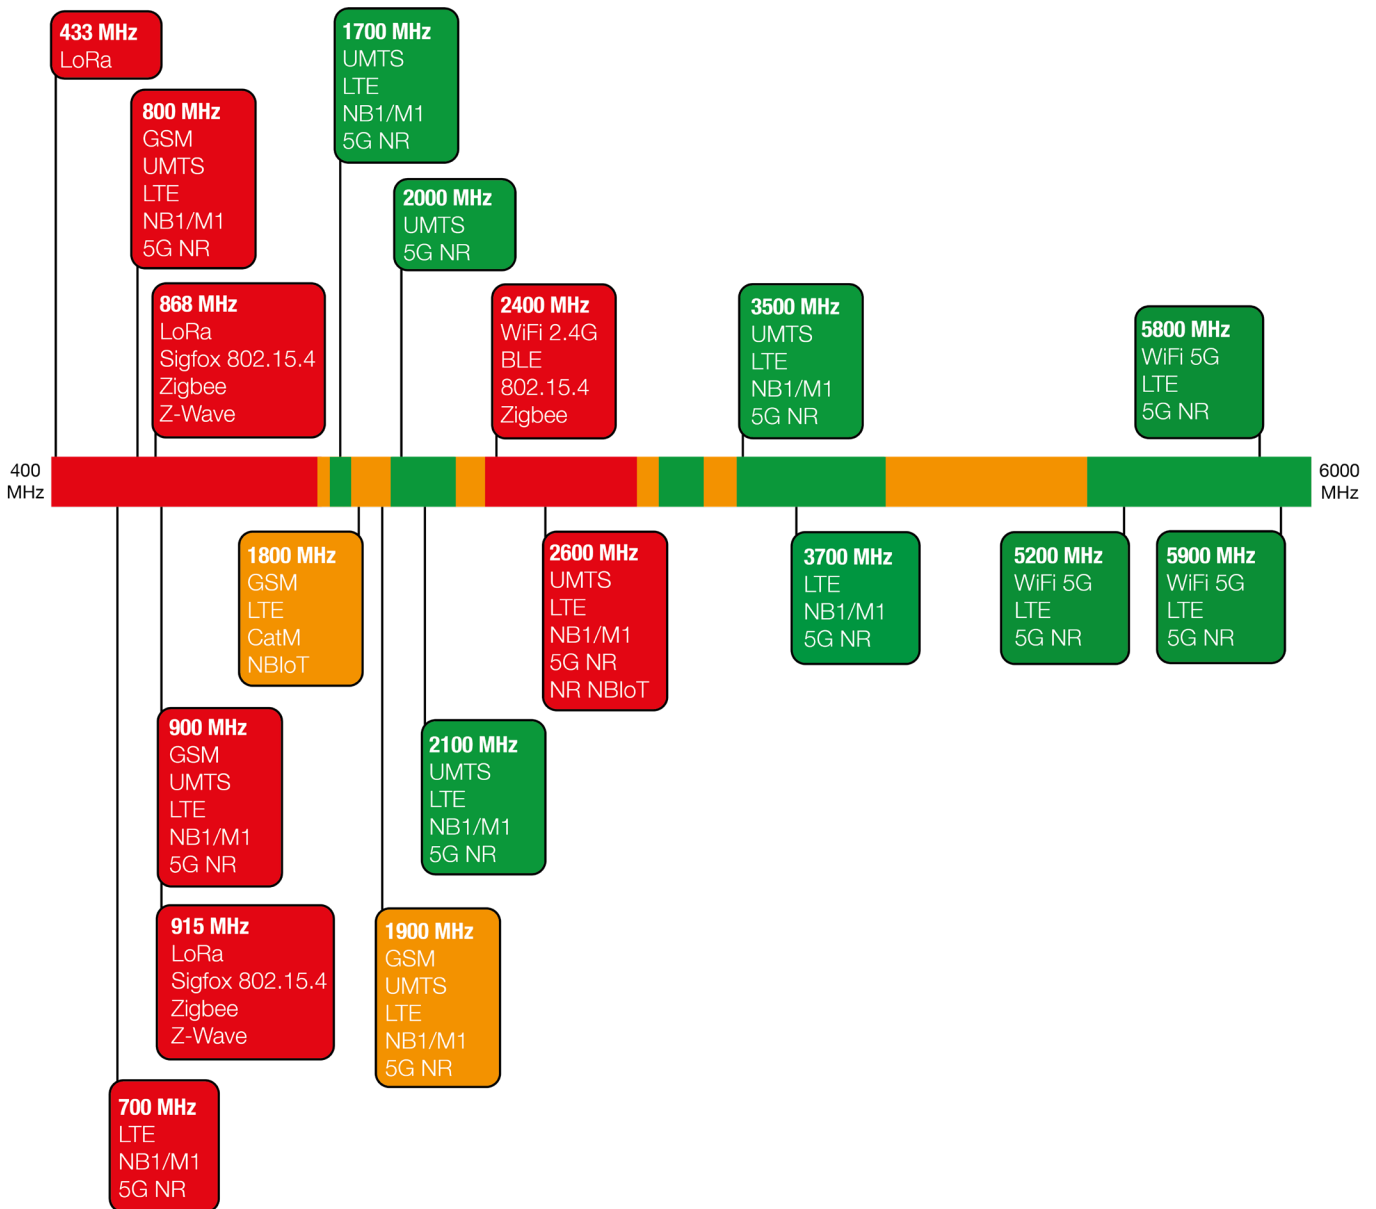 433 MHz
LoRa
800 MHz
GSM
UMTS
LTE
NB1/M1
5G NR
868 MHz
LoRa
Sigfox 802.15.4
Zigbee
Z-Wave
1700 MHz
UMTS
LTE
NB1/M1
5G NR
2000 MHz
UMTS
5G NR
2400 MHz
WiFi 2.4G
BLE
802.15.4
Zigbee
3500 MHz
UMTS
LTE
NB1/M1
5G NR
5800 MHz
WiFi 5G
LTE
5G NR
400
MHz
6000
MHz
1800 MHz
GSM
LTE
CatM
NBIoT
2600 MHz
UMTS
LTE
NB1/M1
5G NR
NR NBIoT
3700 MHz
LTE
NB1/M1
5G NR
5200 MHz
WiFi 5G
LTE
5G NR
5900 MHz
WiFi 5G
LTE
5G NR
900 MHz
GSM
UMTS
LTE
NB1/M1
5G NR
2100 MHz
UMTS
LTE
NB1/M1
5G NR
915 MHz
LoRa
Sigfox 802.15.4
Zigbee
Z-Wave
1900 MHz
GSM
UMTS
LTE
NB1/M1
5G NR
700 MHz
LTE
NB1/M1
5G NR